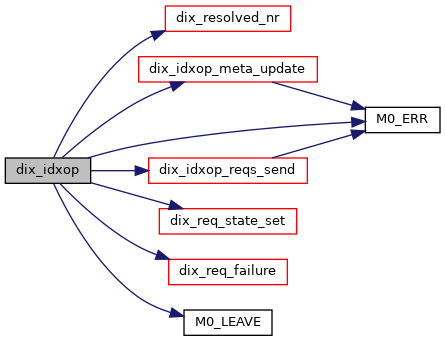 dix_resolved_nr
dix_idxop_meta_update
M0_ERR
dix_idxop
dix_idxop_reqs_send
dix_req_state_set
dix_req_failure
M0_LEAVE